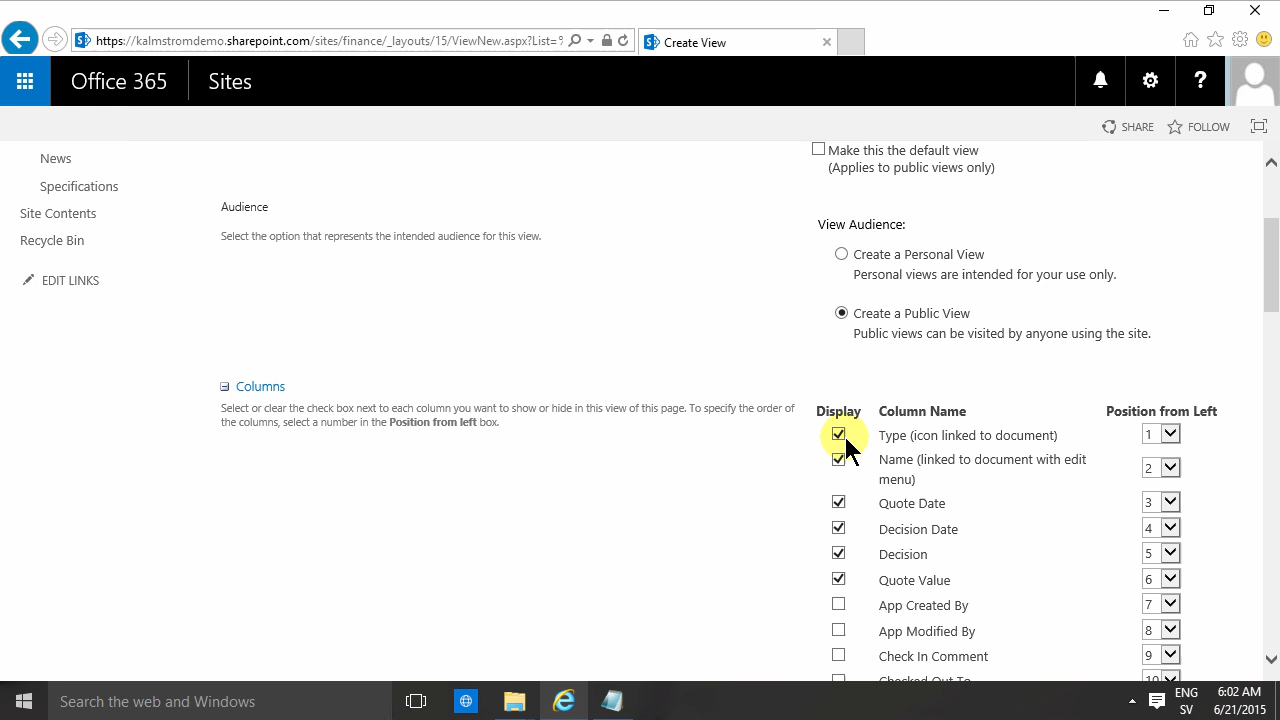 https://kalmstromdemo.sharepoint.com/sites/finance/_layouts/15/ViewNew.aspx?List=%
Create View
Office 365
Sites
?
SHARE
FOLLOW
News
Specifications
Site Contents
Recycle Bin
EDIT LINKS
Make this the default view
(Applies to public views only)
Audience
Select the option that represents the intended audience for this view.
View Audience:
Create a Personal View
Personal views are intended for your use only.
Create a Public View
Public views can be visited by anyone using the site.
Columns
Select or clear the check box next to each column you want to show or hide in this view of this page. To specify the order of
the columns, select a number in the Position from left box.
Display Column Name Position from Left
Type (icon linked to document) 1
Name (linked to document with edit
menu) 2
Quote Date 3
Decision Date 4
Decision 5
Quote Value 6
App Created By 7
App Modified By 8
Check In Comment 9
Checked Out To 10
Search the web and Windows
ENG 6:02 AM
SV 6/21/2015